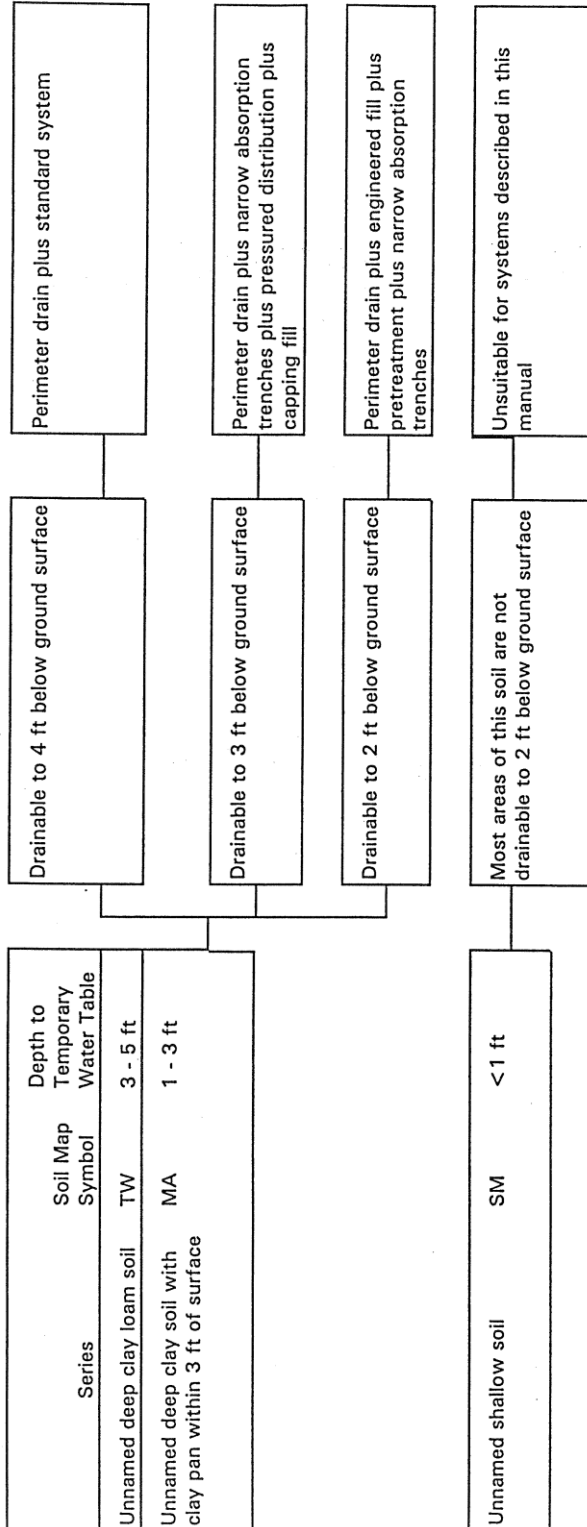 Series
Soil Map
Symbol
Depth to
Temporary
Water Table
Unnamed deep clay loam soil TW 3 - 5 ft
Unnamed deep clay soil with
clay pan within 3 ft of surface
MA 1 - 3 ft
Drainable to 4 ft below ground surface
Perimeter drain plus standard system
Drainable to 3 ft below ground surface
Perimeter drain plus narrow absorption
trenches plus pressured distribution plus
capping fill
Drainable to 2 ft below ground surface
Perimeter drain plus engineered fill plus
pretreatment plus narrow absorption
trenches
Unnamed shallow soil SM <1 ft
Most areas of this soil are not
drainable to 2 ft below ground surface
Unsuitable for systems described in this
manual